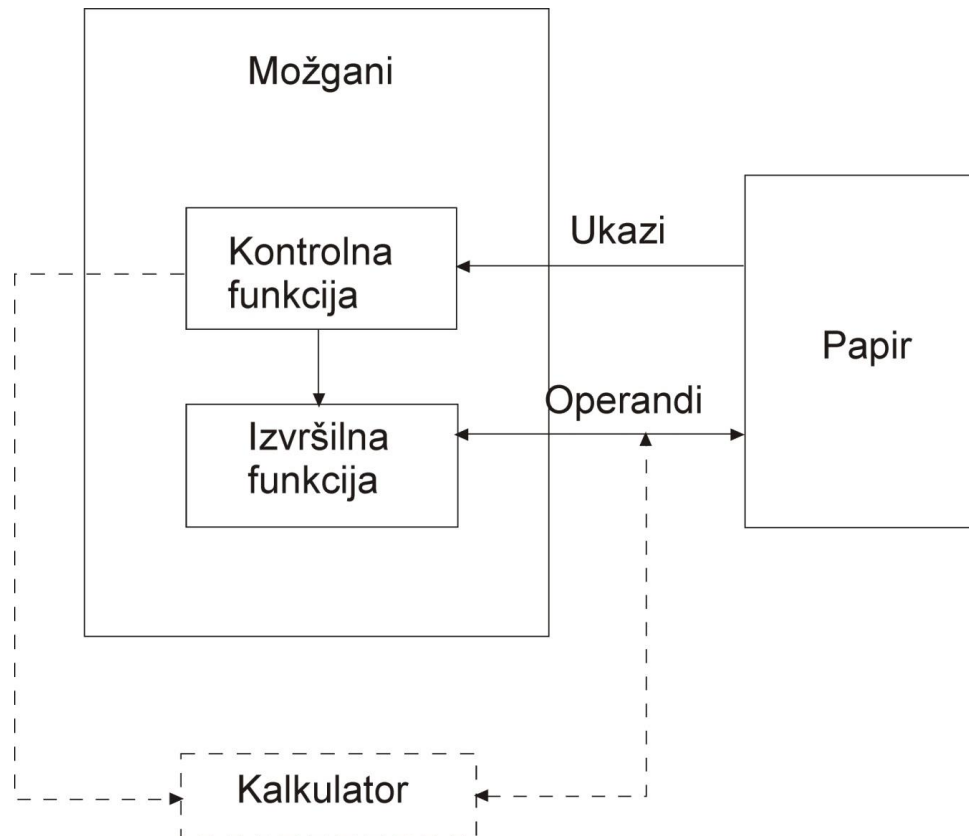 Možgani
Ukazi
Kontrolna
funkcija
Papir
Operandi
Izvršilna
funkcija
Kalkulator